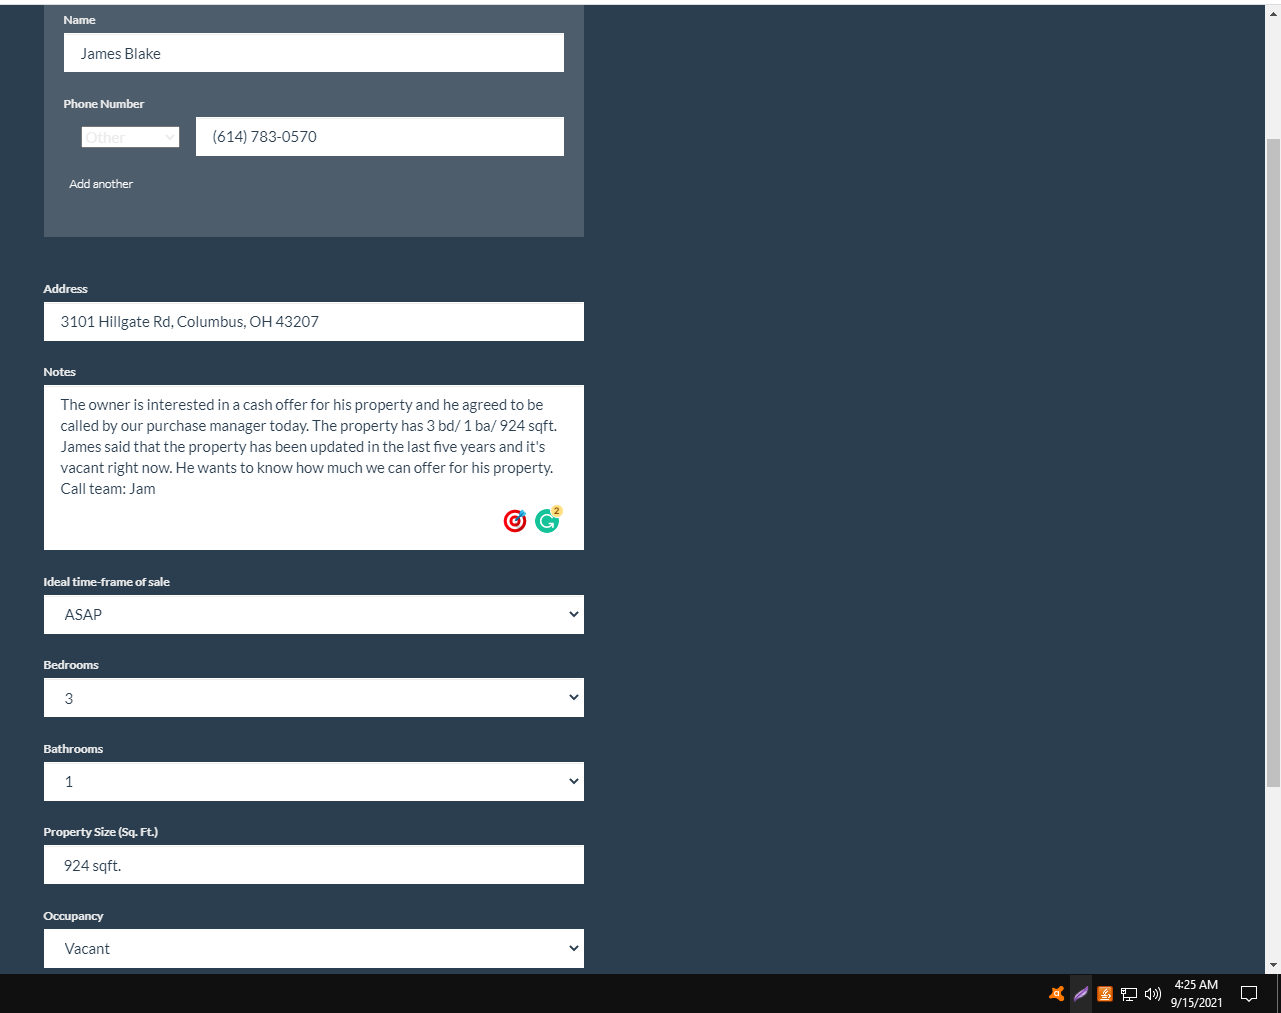 Name
James Blake
Phone Number
Other
(614) 783-0570
Add another
Address
3101 Hillgate Rd, Columbus, OH 43207
Notes
The owner is interested in a cash offer for his property and he agreed to be
called by our purchase manager today. The property has 3 bd/ 1 ba/ 924 sqft.
James said that the property has been updated in the last five years and it's
vacant right now. He wants to know how much we can offer for his property.
Call team: Jam
2
Ideal time-frame of sale
ASAP
Bedrooms
3
Bathrooms
1
Property Size (Sq. Ft.)
924 sqft.
Occupancy
Vacant
4:25 AM
9/15/2021